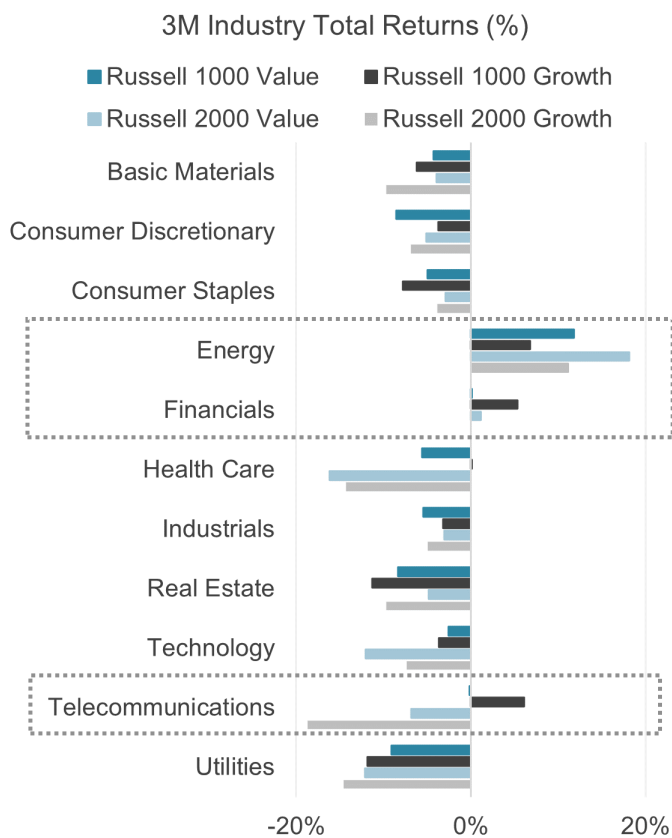 3M Industry Total Returns (%)
Russell 1000 Value Russell 1000 Growth
Russell 2000 Value Russell 2000 Growth
Basic Materials
Consumer Discretionary
Consumer Staples
Energy
Financials
Health Care
Industrials
Real Estate
Technology
Telecommunications
Utilities
-20% 0% 20%